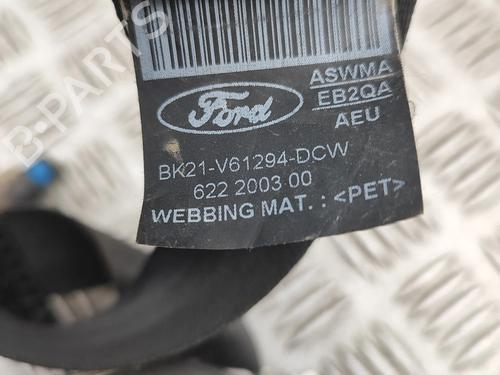 ASWMA
EB2QA
AEU
Ford
BK21-V61294-DCW
622 2003 00
WEBBING MAT. : <PET>
B-PARTS